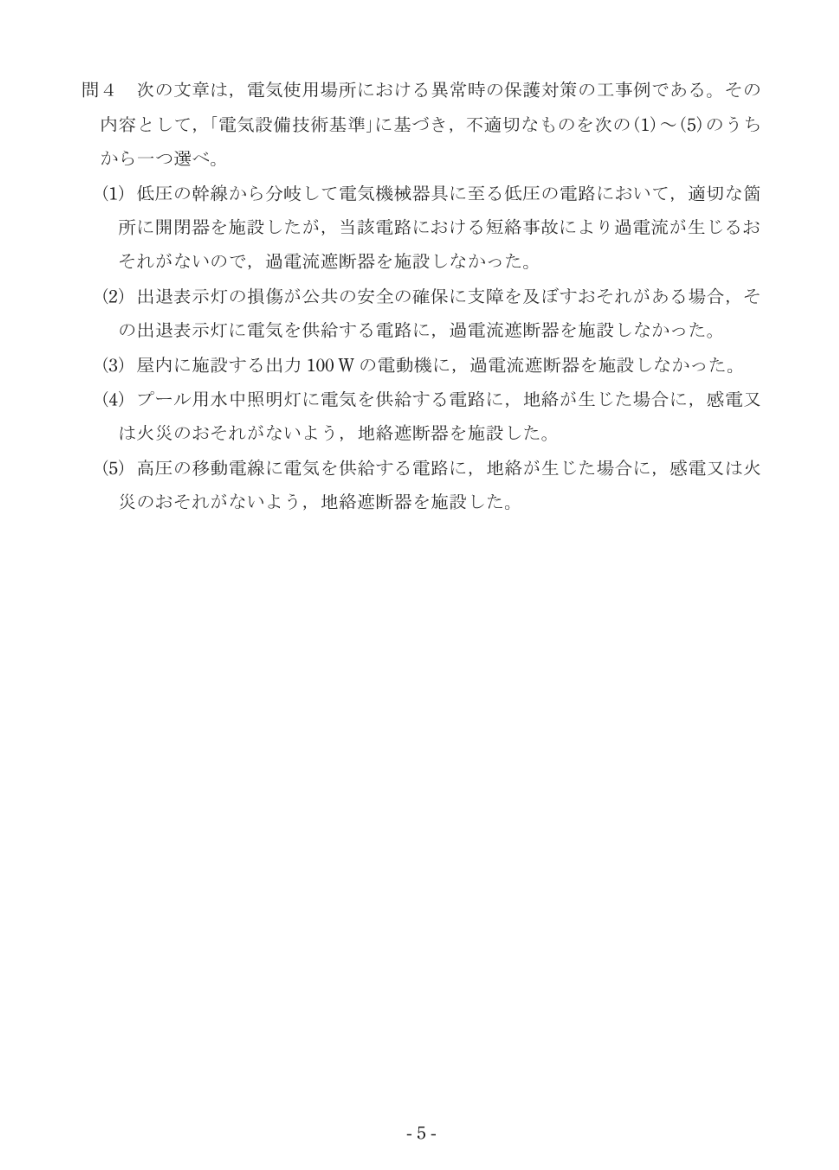 問４　次の文章は，電気使用場所における異常時の保護対策の工事例である。その
内容として，「電気設備技術基準」に基づき，不適切なものを次の(1)～(5)のうち
から一つ選べ。
(1) 低圧の幹線から分岐して電気機械器具に至る低圧の電路において，適切な箇
所に開閉器を施設したが，当該電路における短絡事故により過電流が生じるお
それがないので，過電流遮断器を施設しなかった。
(2) 出退表示灯の損傷が公共の安全の確保に支障を及ぼすおそれがある場合，そ
の出退表示灯に電気を供給する電路に，過電流遮断器を施設しなかった。
(3) 屋内に施設する出力 100 W の電動機に，過電流遮断器を施設しなかった。
(4) プール用水中照明灯に電気を供給する電路に，地絡が生じた場合に，感電又
は火災のおそれがないよう，地絡遮断器を施設した。
(5) 高圧の移動電線に電気を供給する電路に，地絡が生じた場合に，感電又は火
災のおそれがないよう，地絡遮断器を施設した。
- 5 -